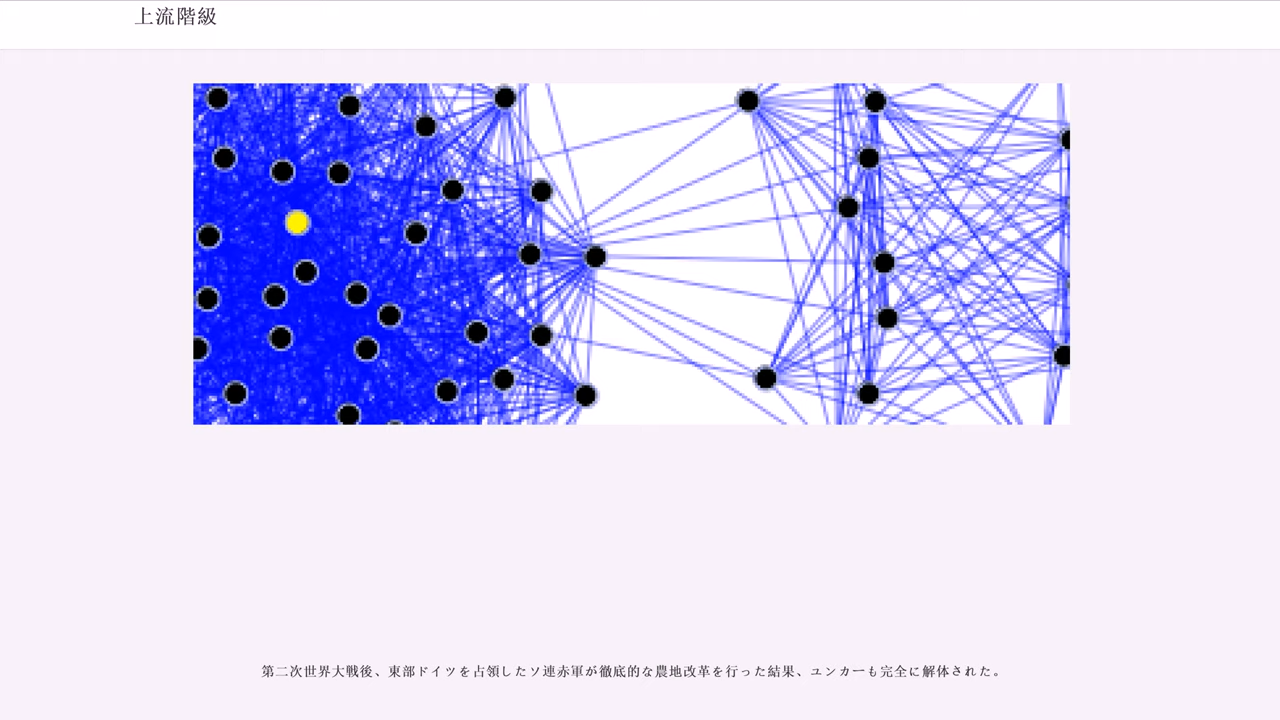 上流階級
第二次世界大戦後、東部ドイツを占領したソ連赤軍が徹底的な農地改革を行った結果、ユンカーも完全に解体された。